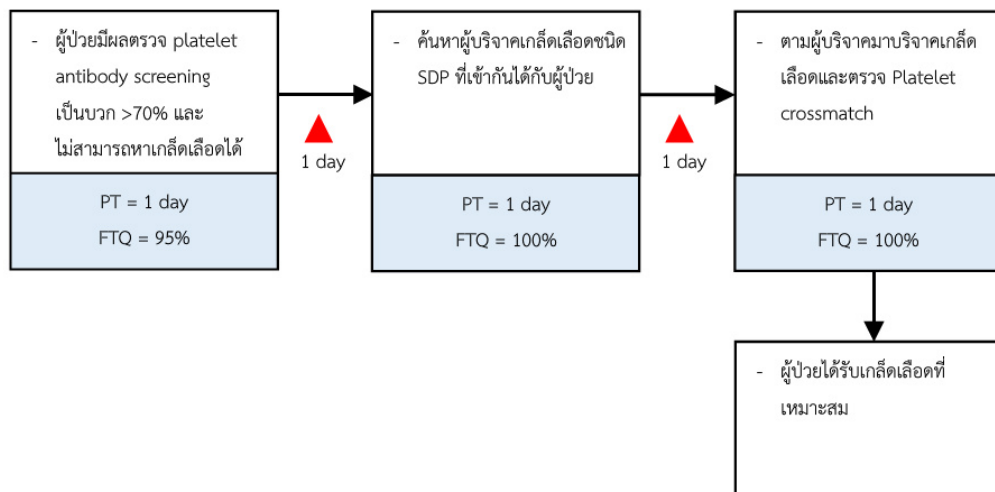 - ผู้ป่วยมีผลตรวจ platelet
antibody screening
เป็นบวก >70% และ
ไม่สามารถหาเกล็ดเลือดได้
PT = 1 day
FTQ = 95%
1 day
- ค้นหาผู้บริจาคเกล็ดเลือดชนิด
SDP ที่เข้ากันได้กับผู้ป่วย
PT = 1 day
FTQ = 100%
1 day
- ตามผู้บริจาคมาบริจาคเกล็ด
เลือดและตรวจ Platelet
crossmatch
PT = 1 day
FTQ = 100%
- ผู้ป่วยได้รับเกล็ดเลือดที่
เหมาะสม